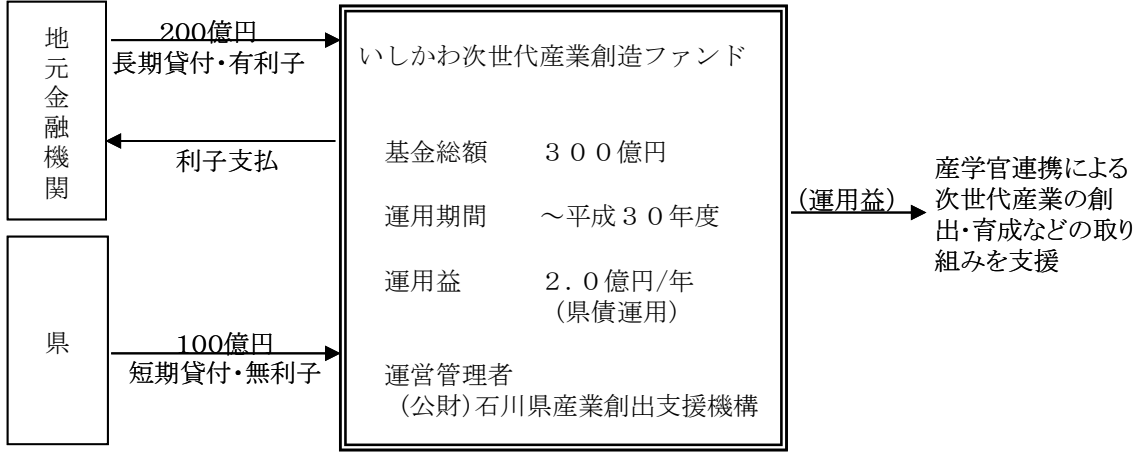 地元金融機関
200億円
長期貸付・有利子
利子支払
県
100億円
短期貸付・無利子
いしかわ次世代産業創造ファンド
基金総額　３００億円
運用期間　～平成３０年度
運用益　２．０億円/年
（県債運用）
運営管理者
（公財）石川県産業創出支援機構
（運用益）
産学官連携による
次世代産業の創
出・育成などの取り
組みを支援